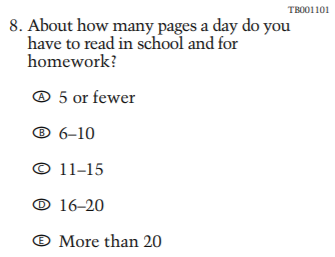 TB001101
8. About how many pages a day do you
have to read in school and for
homework?
A 5 or fewer
B 6–10
C 11–15
D 16–20
E More than 20